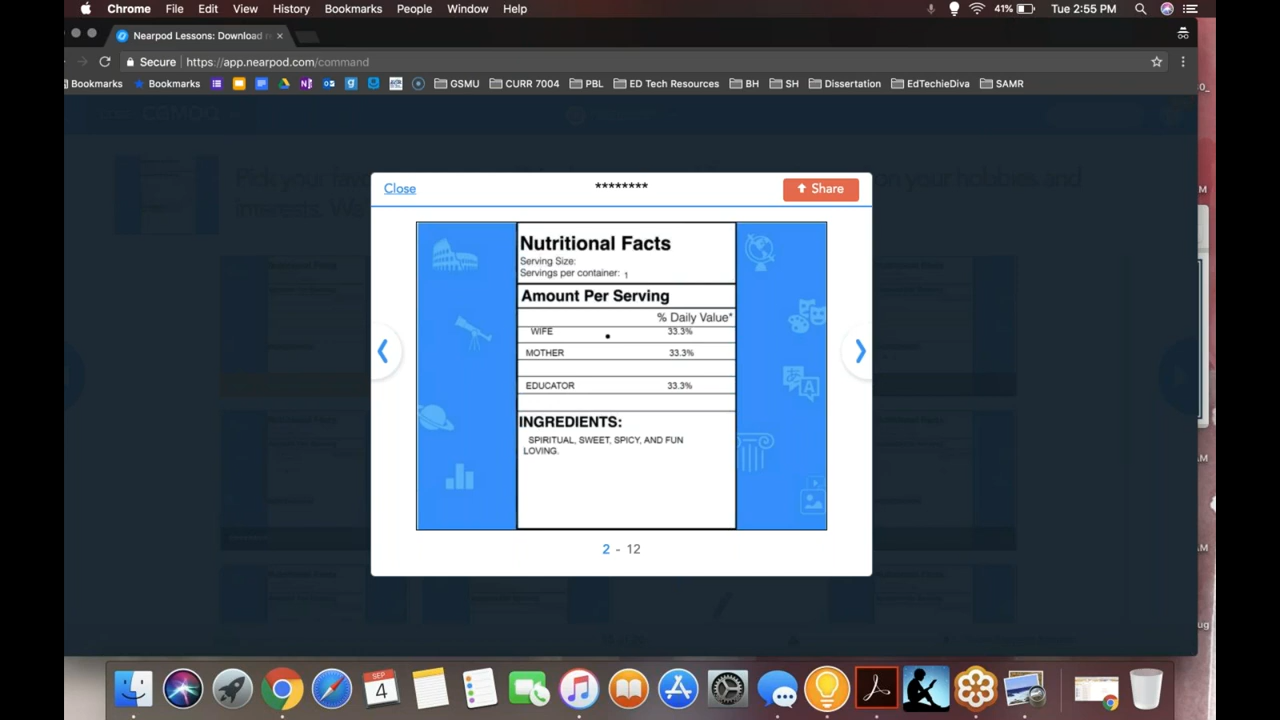 Chrome File Edit View History Bookmarks People Window Help 41% Tue 2:55 PM
Nearpod Lessons: Download
Secure https://app.nearpod.com/command
Bookmarks Bookmarks GSMU CURR 7004 PBL ED Tech Resources BH SH Dissertation EdTechieDiva SAMR
Close ******** Share
Nutritional Facts
Serving Size:
Servings per container: 1
Amount Per Serving
% Daily Value*
WIFE 33.3%
MOTHER 33.3%
EDUCATOR 33.3%
INGREDIENTS:
SPIRITUAL, SWEET, SPICY, AND FUN
LOVING.
2 - 12
SEP
4